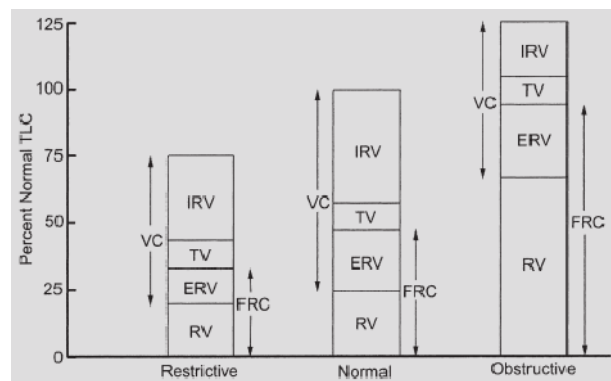 Percent Normal TLC
125
100
75
50
25
0
IRV
TV
ERV
RV
VC
FRC
Restrictive
IRV
TV
ERV
RV
VC
FRC
Normal
IRV
TV
ERV
RV
VC
FRC
Obstructive